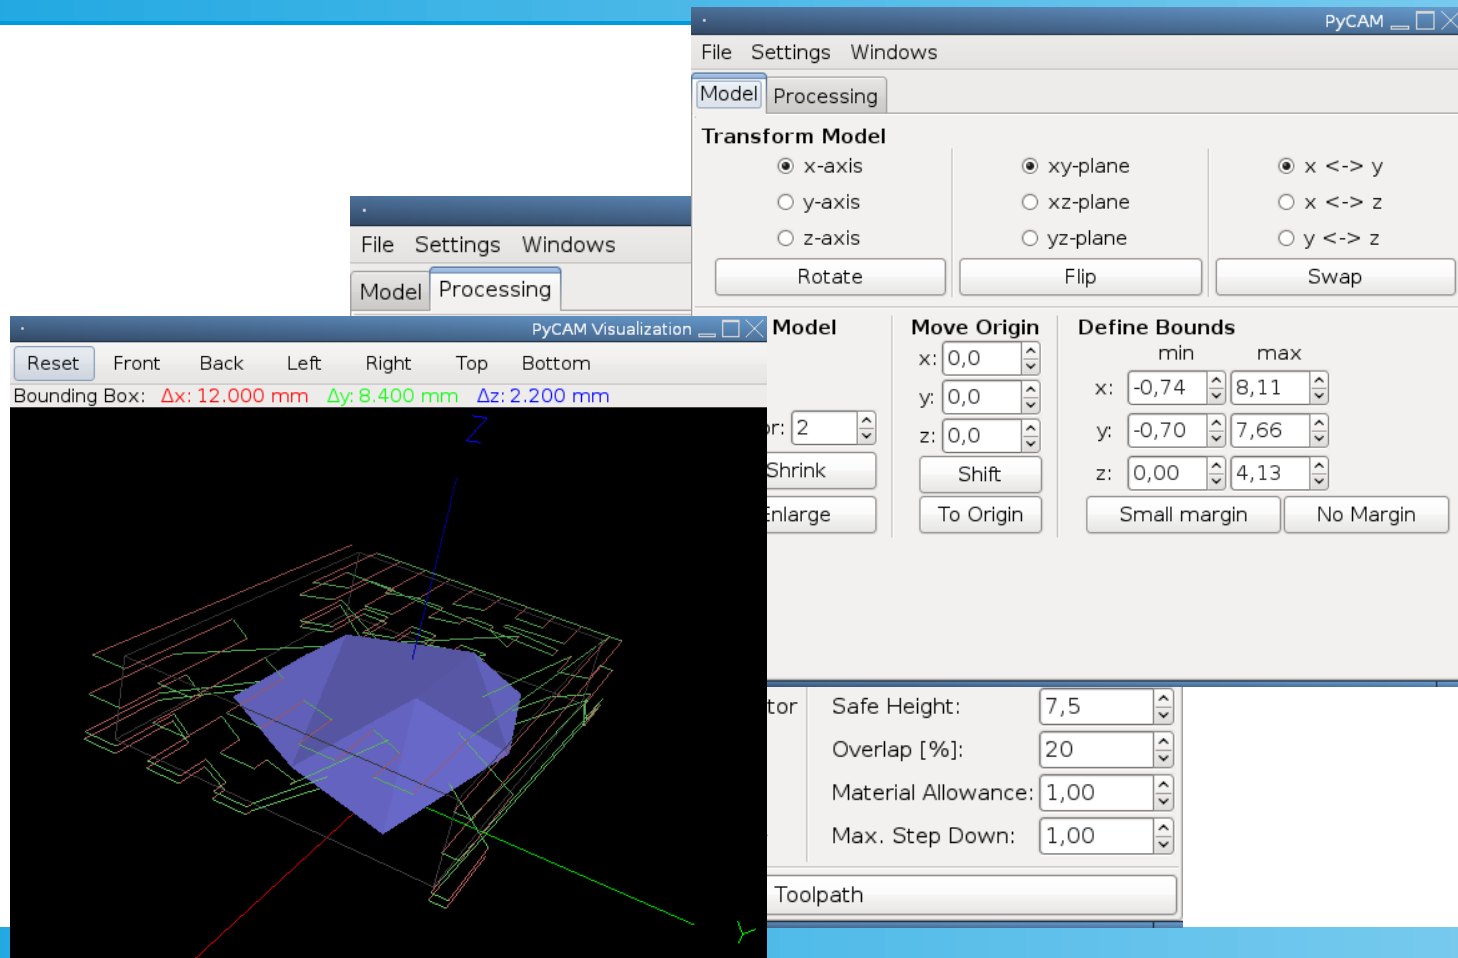 PyCAM
File Settings Windows
Model Processing
Transform Model
x-axis xy-plane x <-> y
y-axis xz-plane x <-> z
z-axis yz-plane y <-> z
Rotate Flip Swap
File Settings Windows
Model Processing
Model Move Origin Define Bounds
min max
x: 0,0 x: -0,74 8,11
y: 0,0 y: -0,70 7,66
or: 2 z: 0,0 z: 0,00 4,13
Shrink Shift
Enlarge To Origin Small margin No Margin
PyCAM Visualization
Reset Front Back Left Right Top Bottom
Bounding Box: Δx: 12.000 mm Δy: 8.400 mm Δz: 2.200 mm
Z
Y
tor Safe Height: 7,5
Overlap [%]: 20
Material Allowance: 1,00
Max. Step Down: 1,00
Toolpath